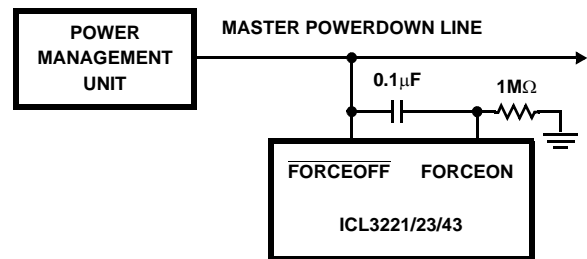 POWER
MANAGEMENT
UNIT
MASTER POWERDOWN LINE
0.1μF
1MΩ
FORCEOFF FORCEON
ICL3221/23/43